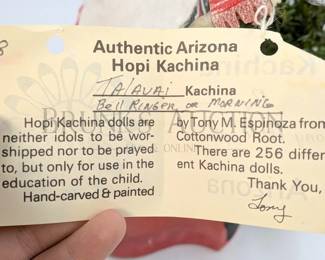 8
Authentic Arizona
Hopi Kachina
TALAVAI Kachina
BELL RINGER, OR MORNING
Hopi Kachina dolls are
neither idols to be wor-
shipped nor to be prayed
to, but only for use in the
education of the child.
Hand-carved & painted
by Tony M. Espinoza from
Cottonwood Root.
There are 256 differ-
ent Kachina dolls.
Thank You,
Tony